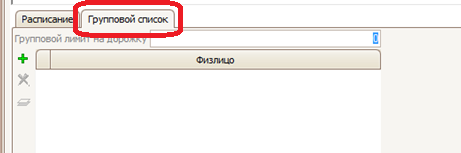 Расписание Групповой список
Групповой лимит на дорожку 0
Физлицо